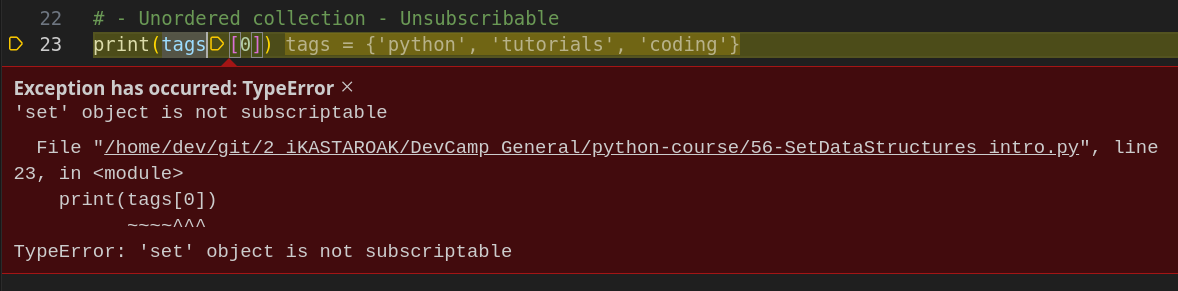 22 # - Unordered collection - Unsubscribable
23 print(tags[0]) tags = {'python', 'tutorials', 'coding'}
Exception has occurred: TypeError ×
'set' object is not subscriptable
File "/home/dev/git/2_iKASTAROAK/DevCamp_General/python-course/56-SetDataStructures_intro.py", line
23, in <module>
print(tags[0])
~~~~^^^
TypeError: 'set' object is not subscriptable